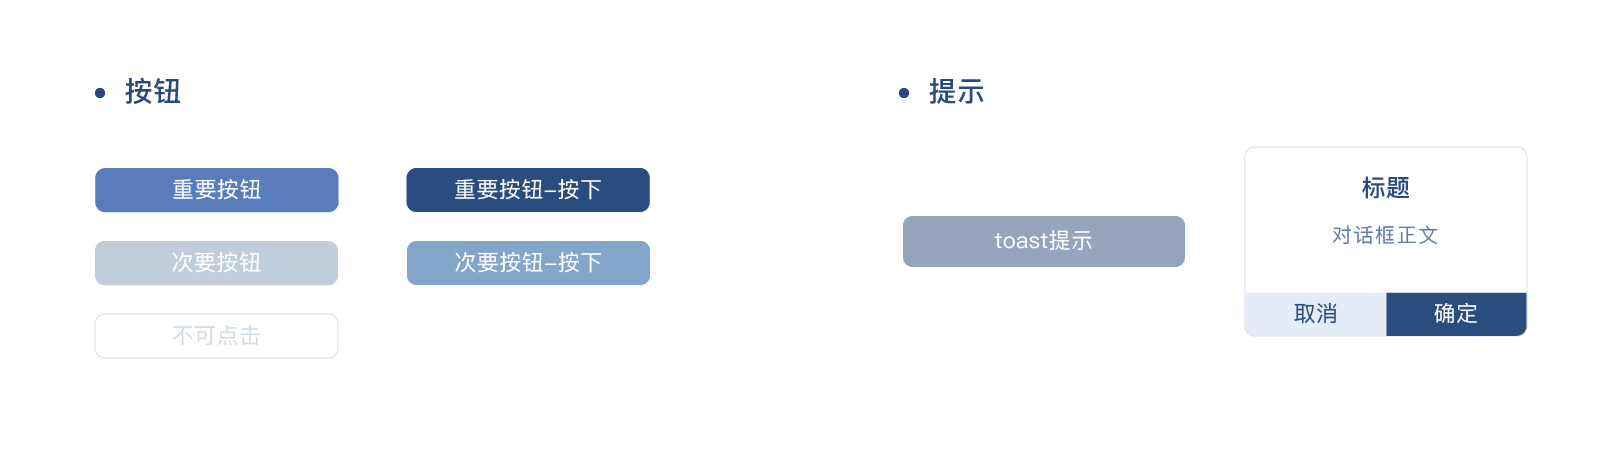 按钮
重要按钮
重要按钮-按下
次要按钮
次要按钮-按下
不可点击
提示
toast提示
标题
对话框正文
取消
确定